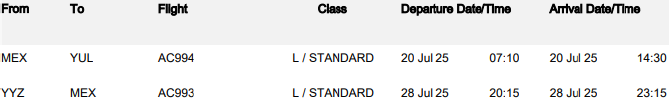 From To Flight Class Departure Date/Time Arrival Date/Time
MEX YUL AC994 L / STANDARD 20 Jul 25 07:10 20 Jul 25 14:30
YYZ MEX AC993 L / STANDARD 28 Jul 25 20:15 28 Jul 25 23:15